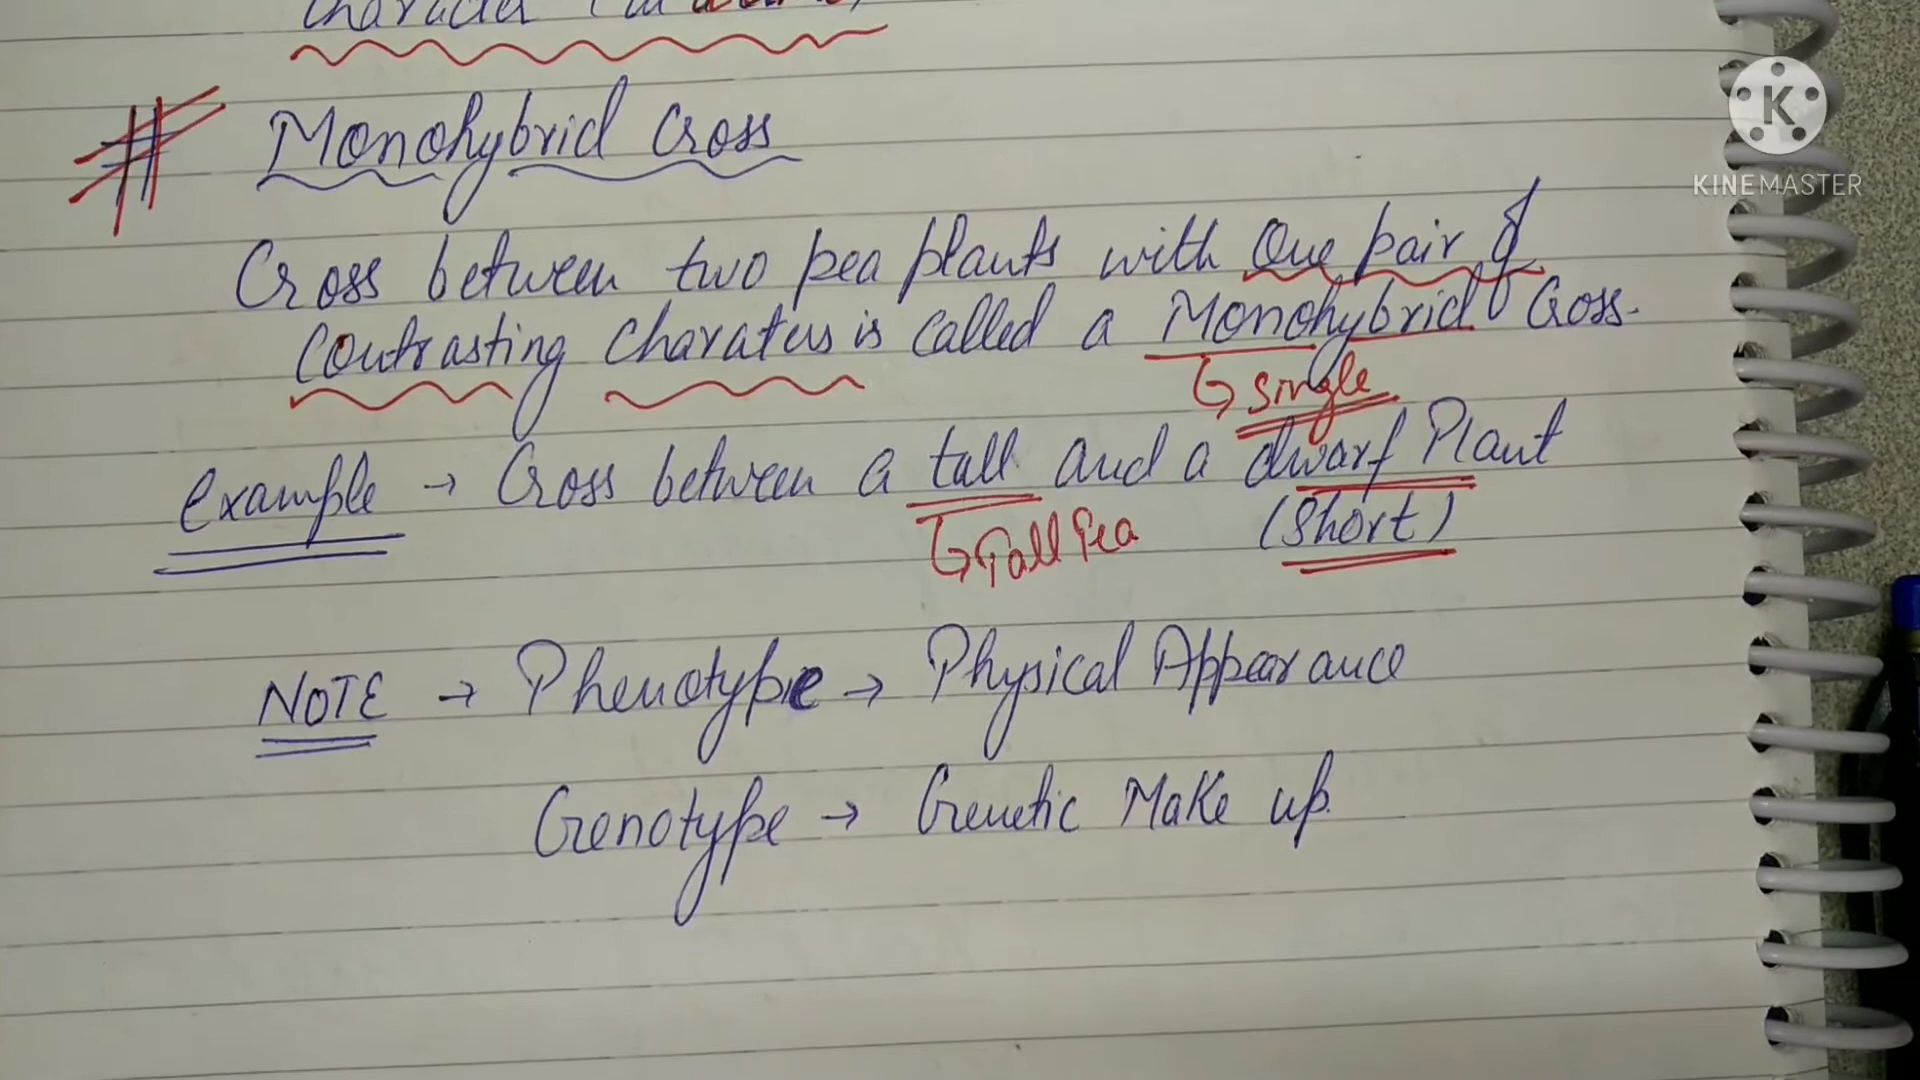 character
# Monohybrid Cross
Cross between two pea plants with One pair of
Contrasting Charaters is called a Monohybrid Cross.
↳ Single
example → Cross between a tall and a dwarf Plant
↳ Tall Pea (Short)
NOTE → Phenotype → Physical Appearance
Genotype → Genetic Make up.
K
KINEMASTER